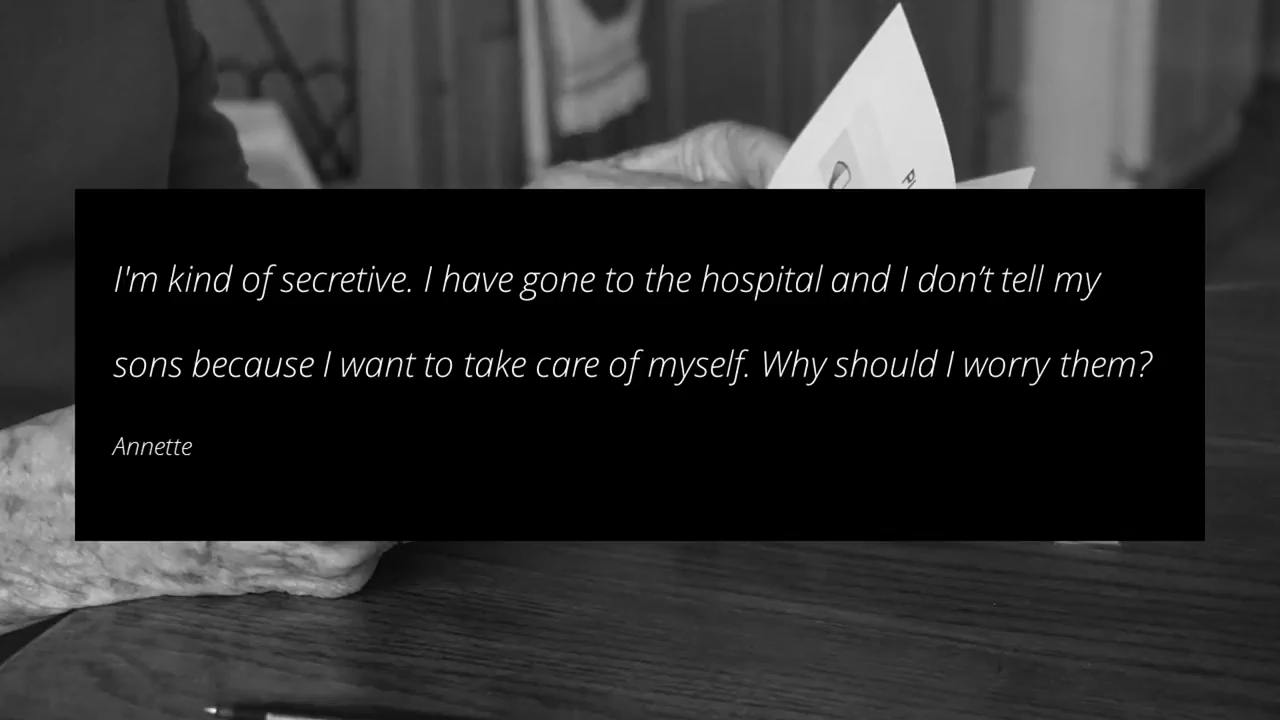 I'm kind of secretive. I have gone to the hospital and I don’t tell my
sons because I want to take care of myself. Why should I worry them?
Annette